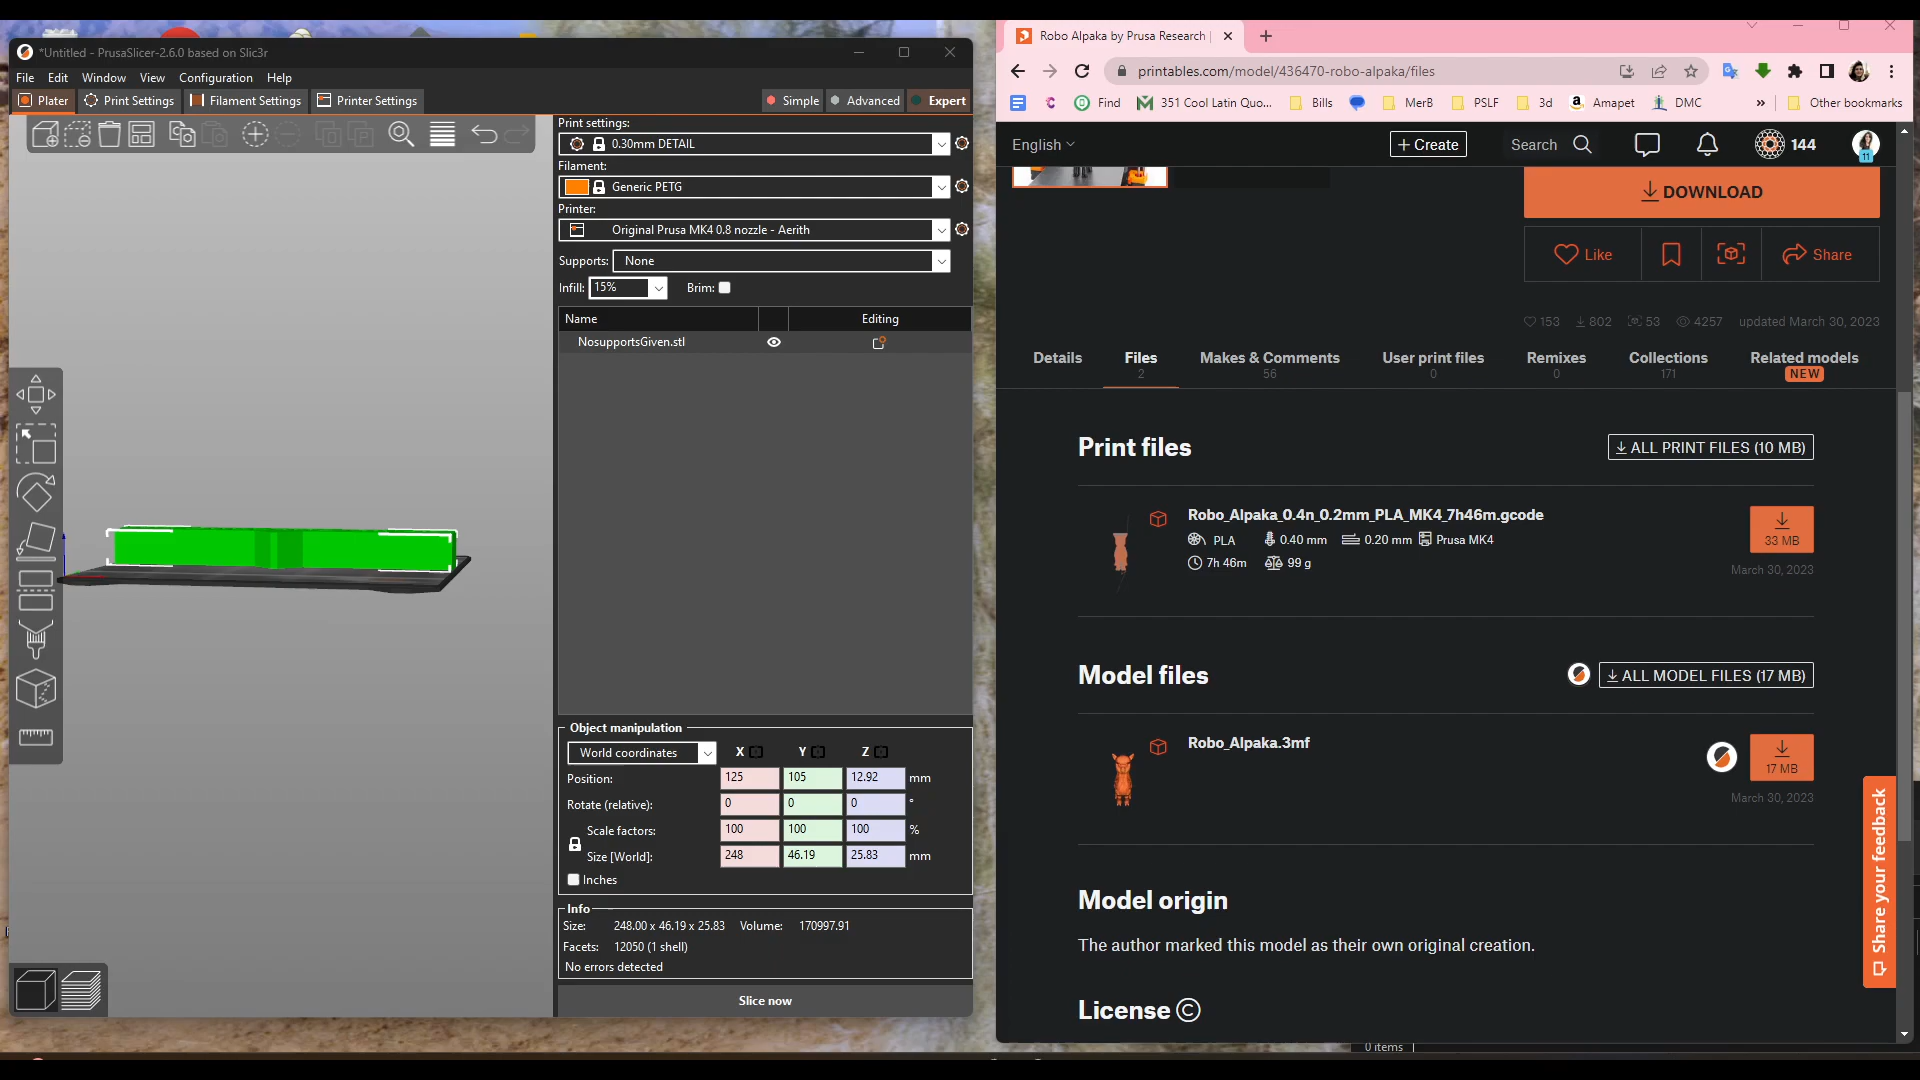 *Untitled - PrusaSlicer-2.6.0 based on Slic3r
File Edit Window View Configuration Help
Plater Print Settings Filament Settings Printer Settings Simple Advanced Expert
Print settings:
0.30mm DETAIL
Filament:
Generic PETG
Printer:
Original Prusa MK4 0.8 nozzle - Aerith
Supports: None
Infill: 15% Brim:
Name Editing
NosupportsGiven.stl
Object manipulation
World coordinates X Y Z
Position: 125 105 12.92 mm
Rotate (relative): 0 0 0 °
Scale factors: 100 100 100 %
Size [World]: 248 46.19 25.83 mm
Inches
Info
Size: 248.00 x 46.19 x 25.83 Volume: 170997.91
Facets: 12050 (1 shell)
No errors detected
Slice now
Robo Alpaka by Prusa Research |
printables.com/model/436470-robo-alpaka/files
Find 351 Cool Latin Quo... Bills MerB PSLF 3d Amapet DMC » Other bookmarks
English + Create Search 144
11
DOWNLOAD
Like Share
153 802 53 4257 updated March 30, 2023
Details Files Makes & Comments User print files Remixes Collections Related models
2 56 0 0 171 NEW
Print files ALL PRINT FILES (10 MB)
Robo_Alpaka_0.4n_0.2mm_PLA_MK4_7h46m.gcode
PLA 0.40 mm 0.20 mm Prusa MK4
33 MB
7h 46m 99 g
March 30, 2023
Model files ALL MODEL FILES (17 MB)
Robo_Alpaka.3mf
17 MB
March 30, 2023
Share your feedback
Model origin
The author marked this model as their own original creation.
License ©
0 items